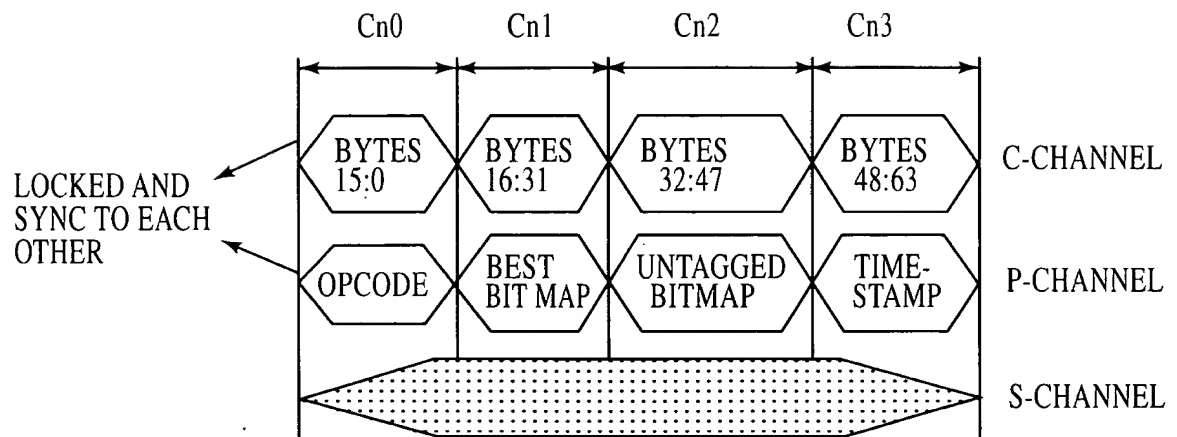 Cn0 Cn1 Cn2 Cn3
BYTES
15:0
BYTES
16:31
BYTES
32:47
BYTES
48:63
C-CHANNEL
LOCKED AND
SYNC TO EACH
OTHER
OPCODE
BEST
BIT MAP
UNTAGGED
BITMAP
TIME-
STAMP
P-CHANNEL
S-CHANNEL